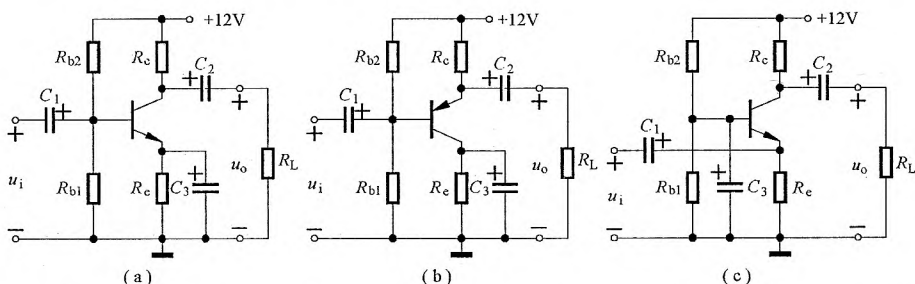 +12V +12V +12V
Rb2 Rc C2 Rb2 Rc C2 Rb2 Rc C2
+ + +
C1 + + C1 + + C1 +
+ + +
ui Rb1 Re + C3 uo RL ui Rb1 Re + C3 uo RL ui Rb1 + C3 Re uo RL
− − − − − −
(a) (b) (c)